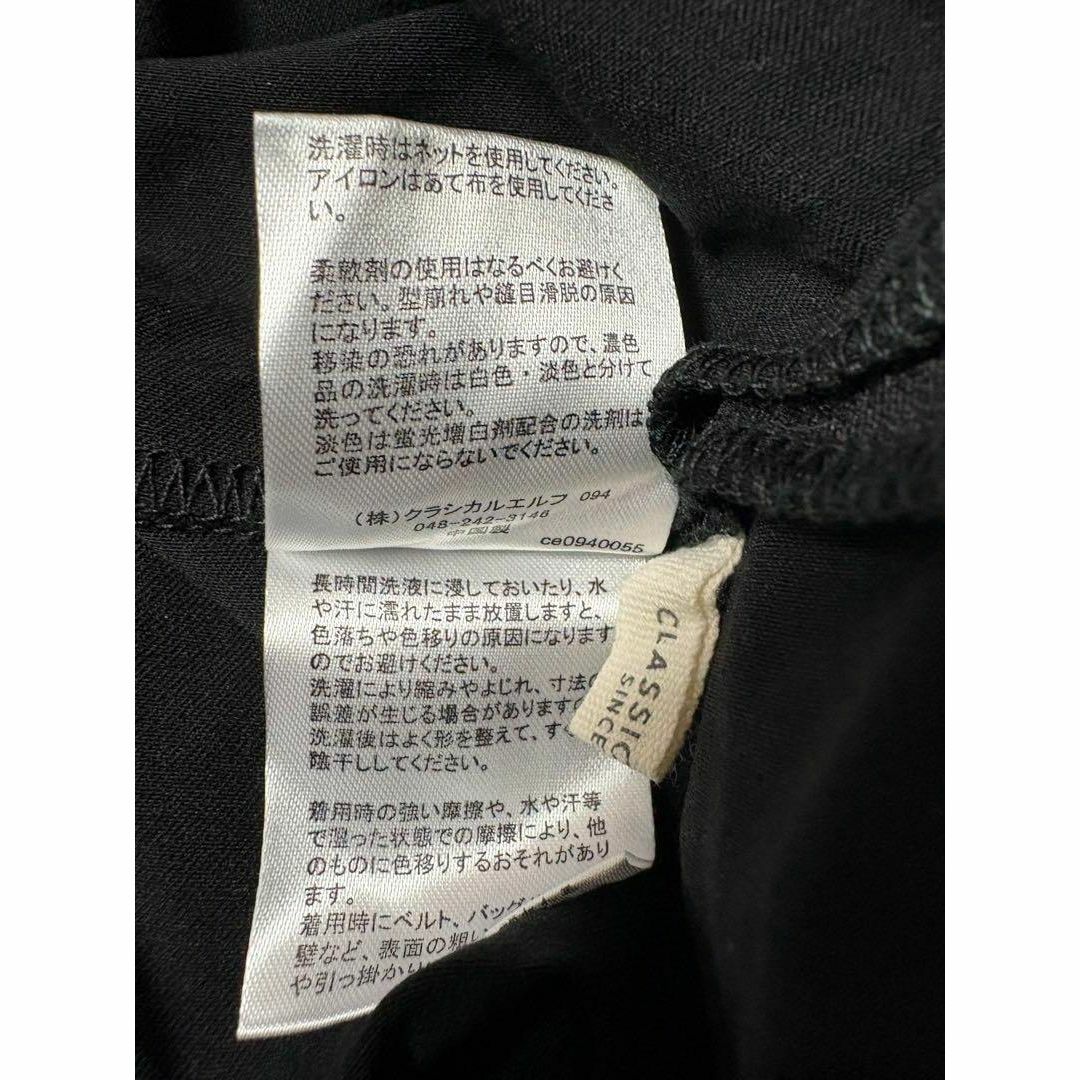 洗濯時はネットを使用してください。
アイロンはあて布を使用してくださ
い。
柔軟剤の使用はなるべくお避けく
ださい。型崩れや縫目滑脱の原因
になります。
移染の恐れがありますので、濃色
品の洗濯時は白色・淡色と分けて
洗ってください。
淡色は蛍光増白剤配合の洗剤は
ご使用にならないでください。
(株)クラシカルエルフ 094
048-242-3146
中国製
ce0940055
長時間洗液に浸しておいたり、水
や汗に濡れたまま放置しますと、
色落ちや色移りの原因になります
のでお避けください。
洗濯により縮みやよじれ、寸法の
誤差が生じる場合がありますの
洗濯後はよく形を整えて、す
陰干ししてください。
着用時の強い摩擦や、水や汗等
で湿った状態での摩擦により、他
のものに色移りするおそれがあり
ます。
着用時にベルト、バッグ
壁など、表面の粗い
や引っ掛かり
CLASSIC
SINCE